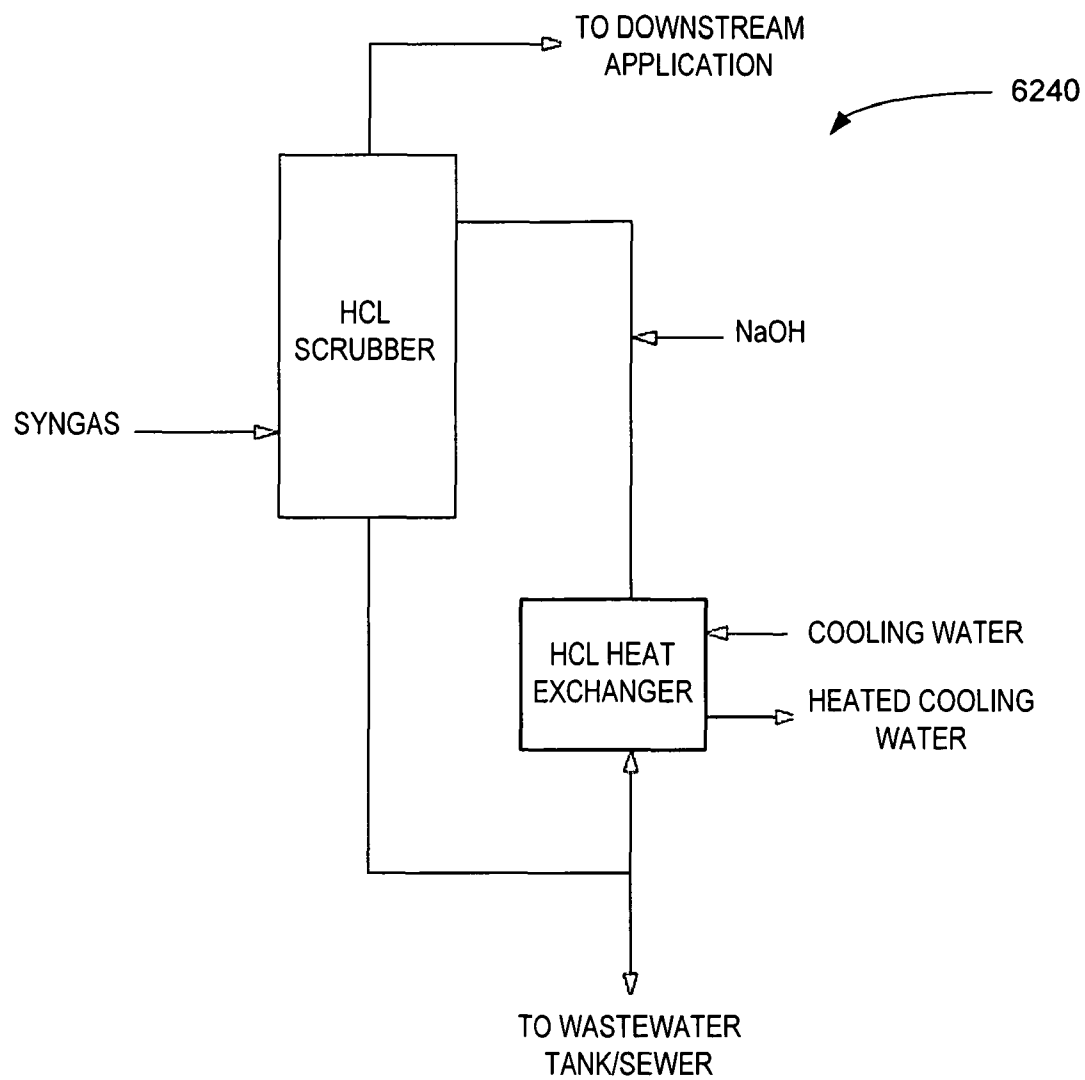 TO DOWNSTREAM
APPLICATION
6240
HCL
SCRUBBER
NaOH
SYNGAS
HCL HEAT
EXCHANGER
COOLING WATER
HEATED COOLING
WATER
TO WASTEWATER
TANK/SEWER